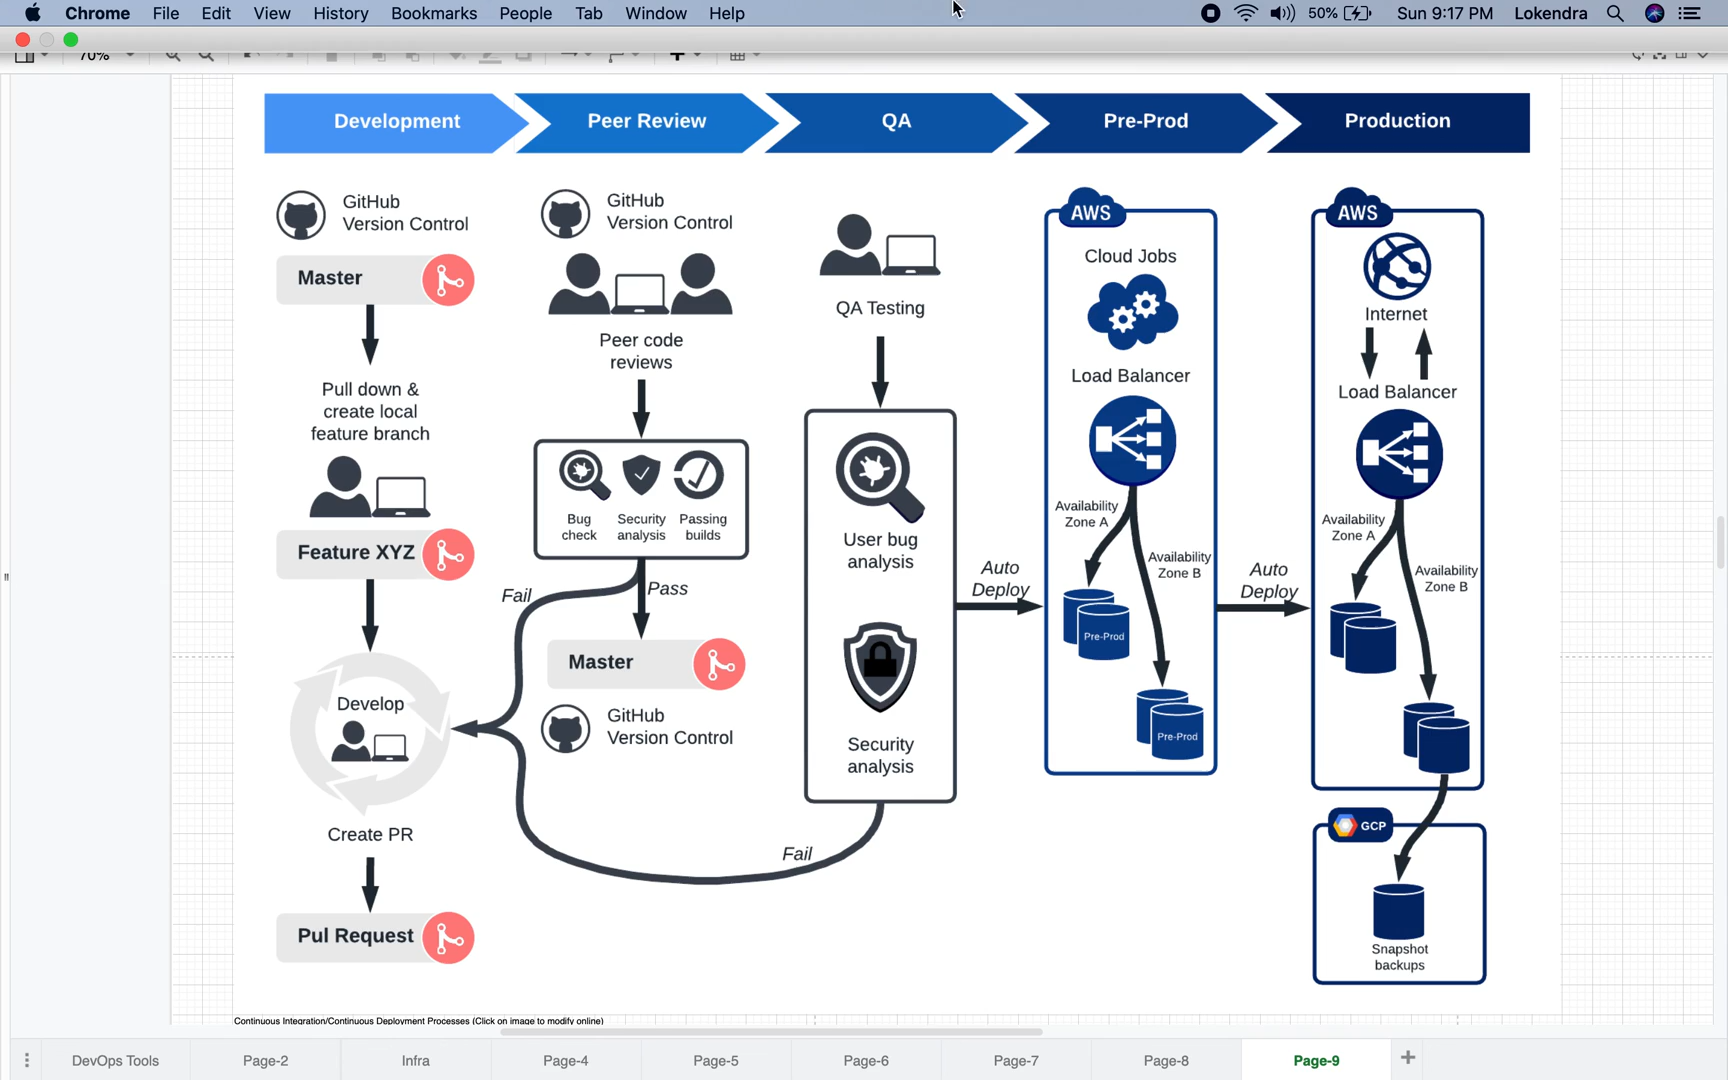 Chrome File Edit View History Bookmarks People Tab Window Help 50% Sun 9:17 PM Lokendra
70%
Development Peer Review QA Pre-Prod Production
GitHub
Version Control
Master
Pull down &
create local
feature branch
Feature XYZ
Develop
Create PR
Pul Request
GitHub
Version Control
Peer code
reviews
Bug
check
Security
analysis
Passing
builds
Fail
Pass
Master
GitHub
Version Control
QA Testing
User bug
analysis
Security
analysis
Fail
Auto
Deploy
AWS
Cloud Jobs
Load Balancer
Availability
Zone A
Availability
Zone B
Pre-Prod
Pre-Prod
Auto
Deploy
AWS
Internet
Load Balancer
Availability
Zone A
Availability
Zone B
GCP
Snapshot
backups
Continuous Integration/Continuous Deployment Processes (Click on image to modify online)
DevOps Tools Page-2 Infra Page-4 Page-5 Page-6 Page-7 Page-8 Page-9